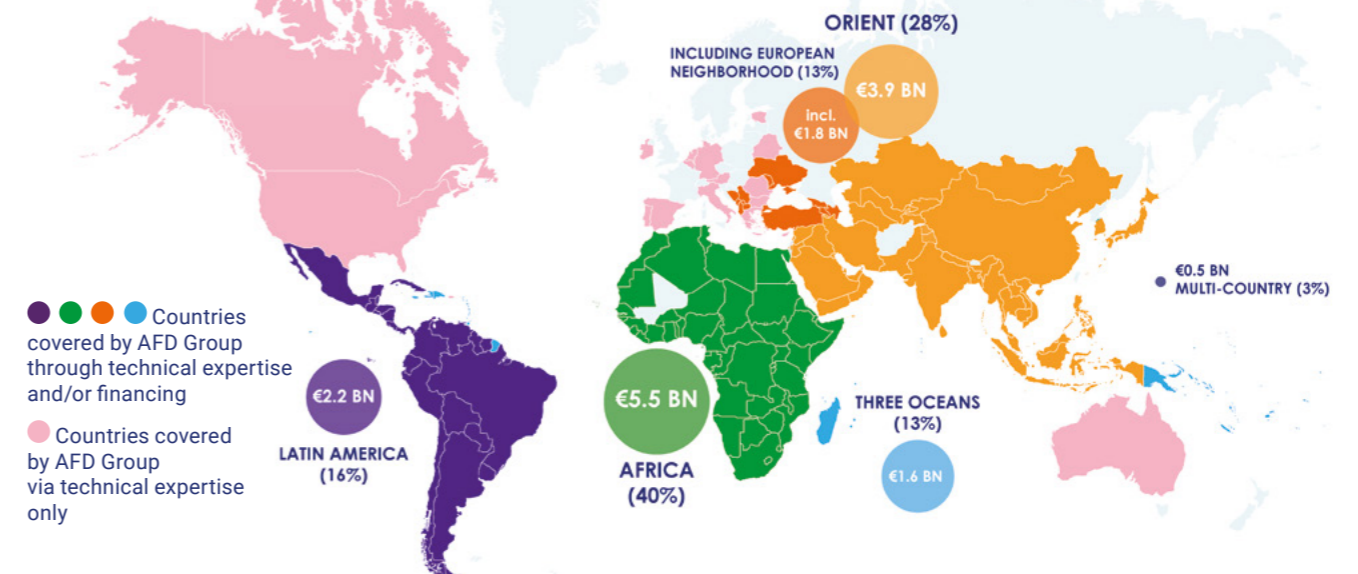 ORIENT (28%)
INCLUDING EUROPEAN
NEIGHBORHOOD (13%)
€3.9 BN
incl.
€1.8 BN
€0.5 BN
MULTI-COUNTRY (3%)
Countries
covered by AFD Group
through technical expertise
and/or financing
Countries covered
by AFD Group
via technical expertise
only
€2.2 BN
LATIN AMERICA
(16%)
€5.5 BN
AFRICA
(40%)
THREE OCEANS
(13%)
€1.6 BN